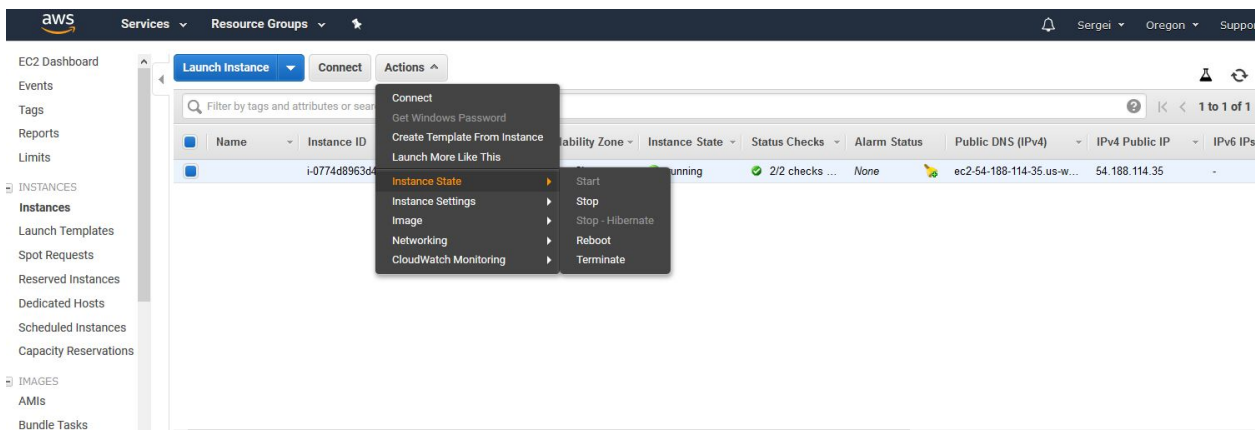 aws Services Resource Groups Sergei Oregon Suppor
EC2 Dashboard
Events
Tags
Reports
Limits
INSTANCES
Instances
Launch Templates
Spot Requests
Reserved Instances
Dedicated Hosts
Scheduled Instances
Capacity Reservations
IMAGES
AMIs
Bundle Tasks
Launch Instance Connect Actions
Filter by tags and attributes or sear 1 to 1 of 1
Name Instance ID lability Zone Instance State Status Checks Alarm Status Public DNS (IPv4) IPv4 Public IP IPv6 IPs
i-0774d8963d4 unning 2/2 checks ... None ec2-54-188-114-35.us-w... 54.188.114.35 -
Connect
Get Windows Password
Create Template From Instance
Launch More Like This
Instance State
Instance Settings
Image
Networking
CloudWatch Monitoring
Start
Stop
Stop - Hibernate
Reboot
Terminate